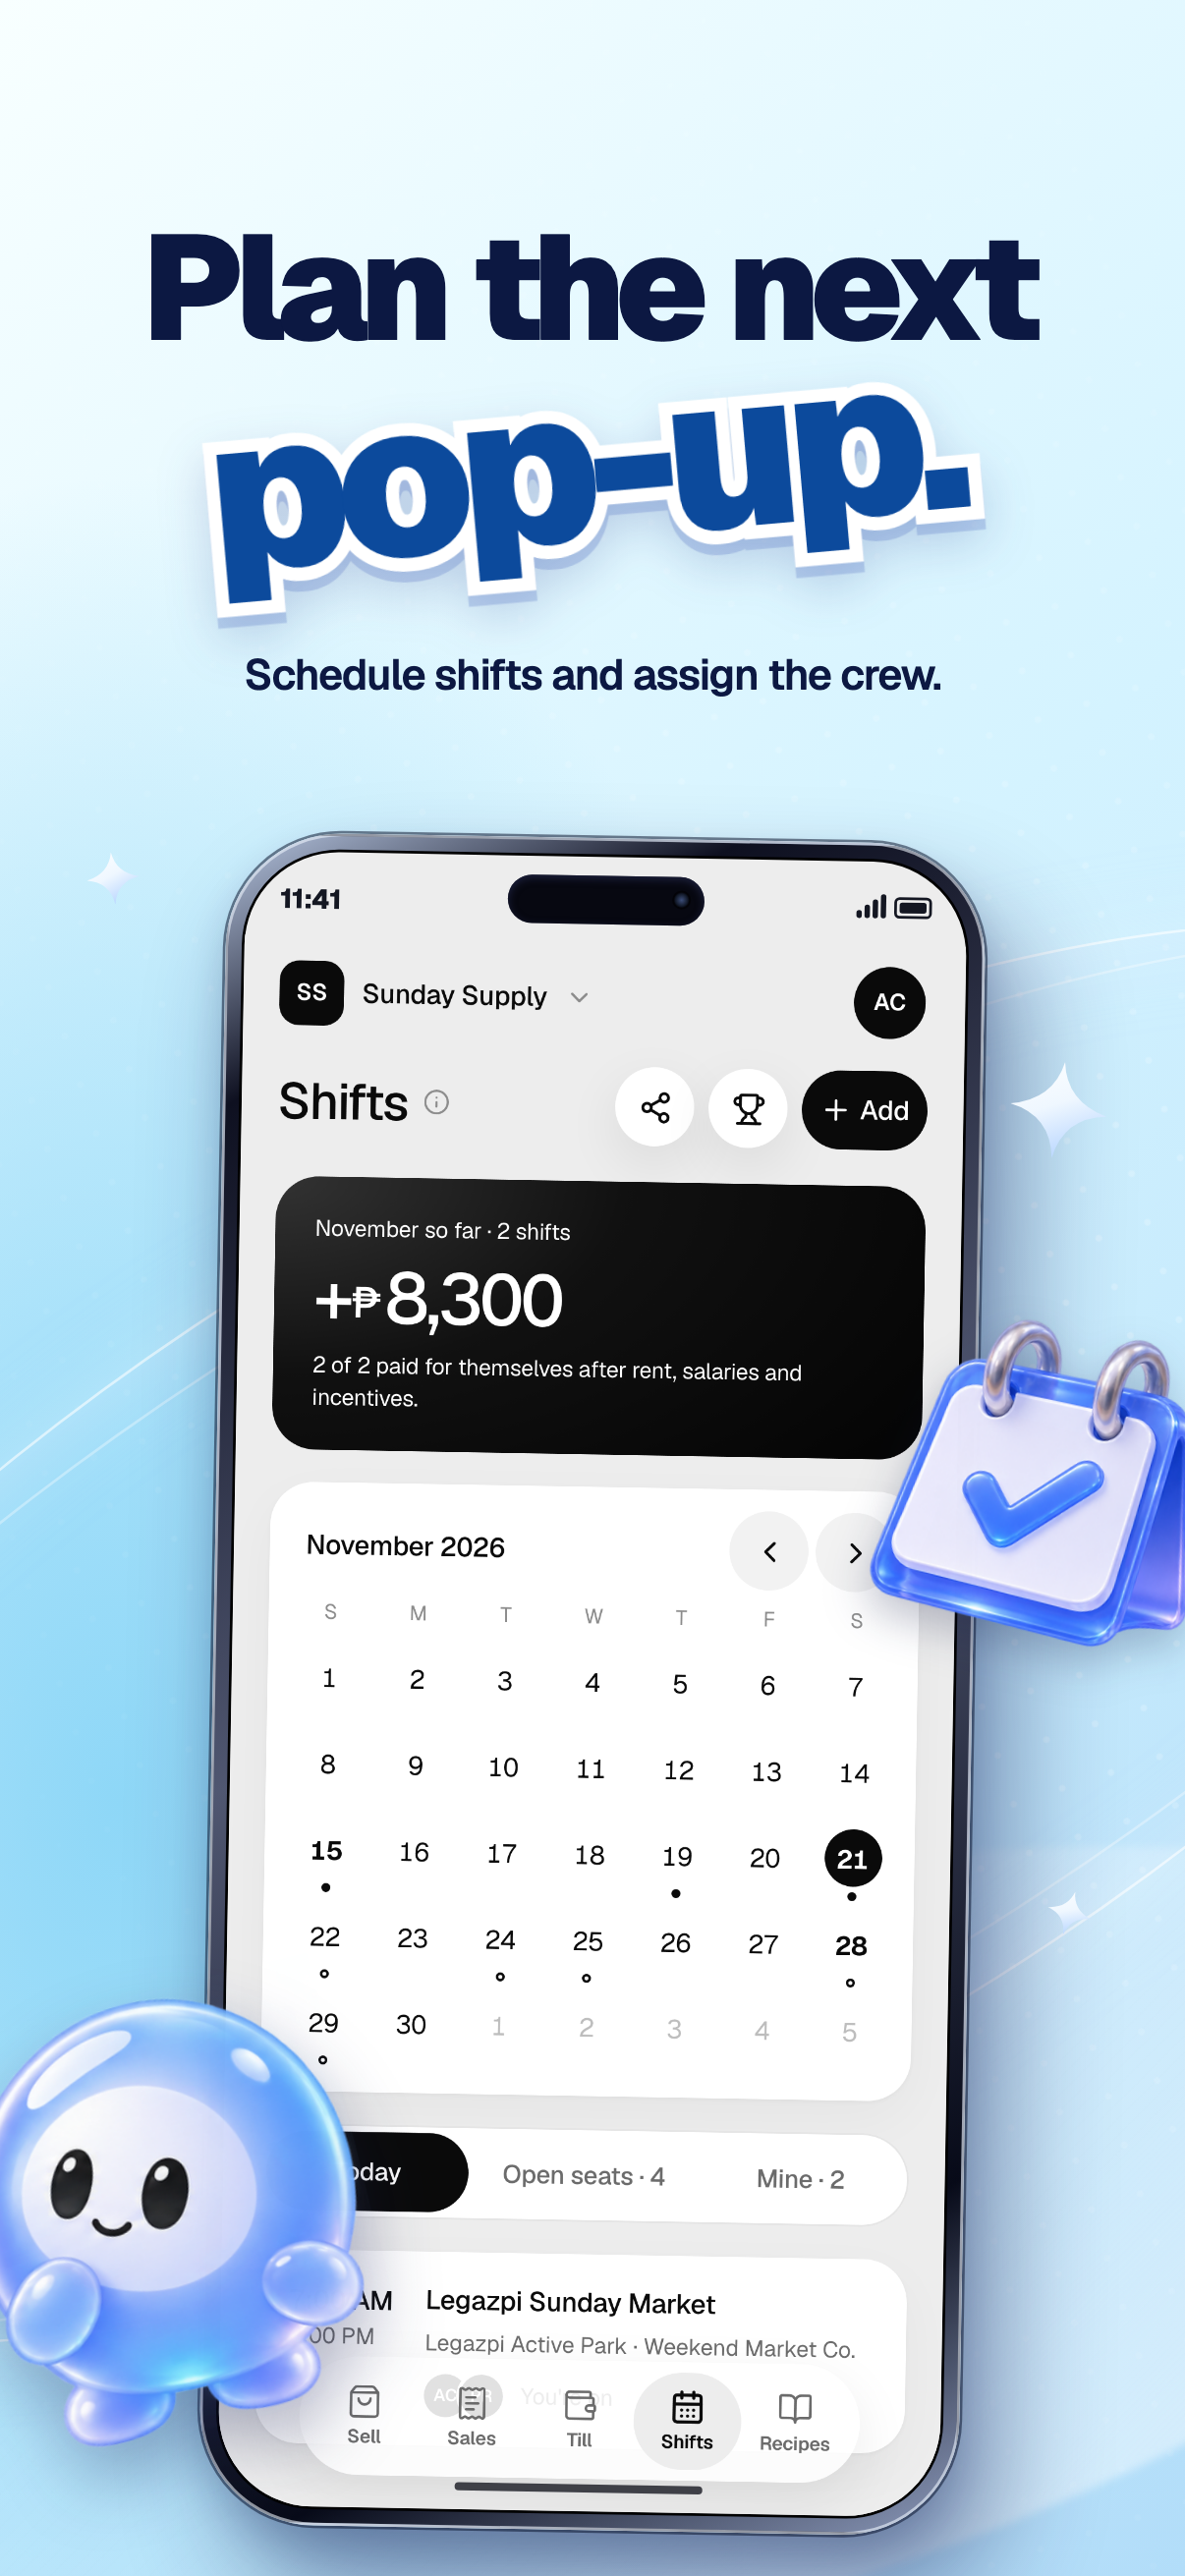 Plan the next
pop-up.
Schedule shifts and assign the crew.
11:41
SS Sunday Supply AC
Shifts Add
November so far · 2 shifts
+₱8,300
2 of 2 paid for themselves after rent, salaries and
incentives.
November 2026
S M T W T F S
1 2 3 4 5 6 7
8 9 10 11 12 13 14
15 16 17 18 19 20 21
22 23 24 25 26 27 28
29 30 1 2 3 4 5
Open seats · 4 Mine · 2
AM Legazpi Sunday Market
00 PM Legazpi Active Park · Weekend Market Co.
Sell Sales Till Shifts Recipes